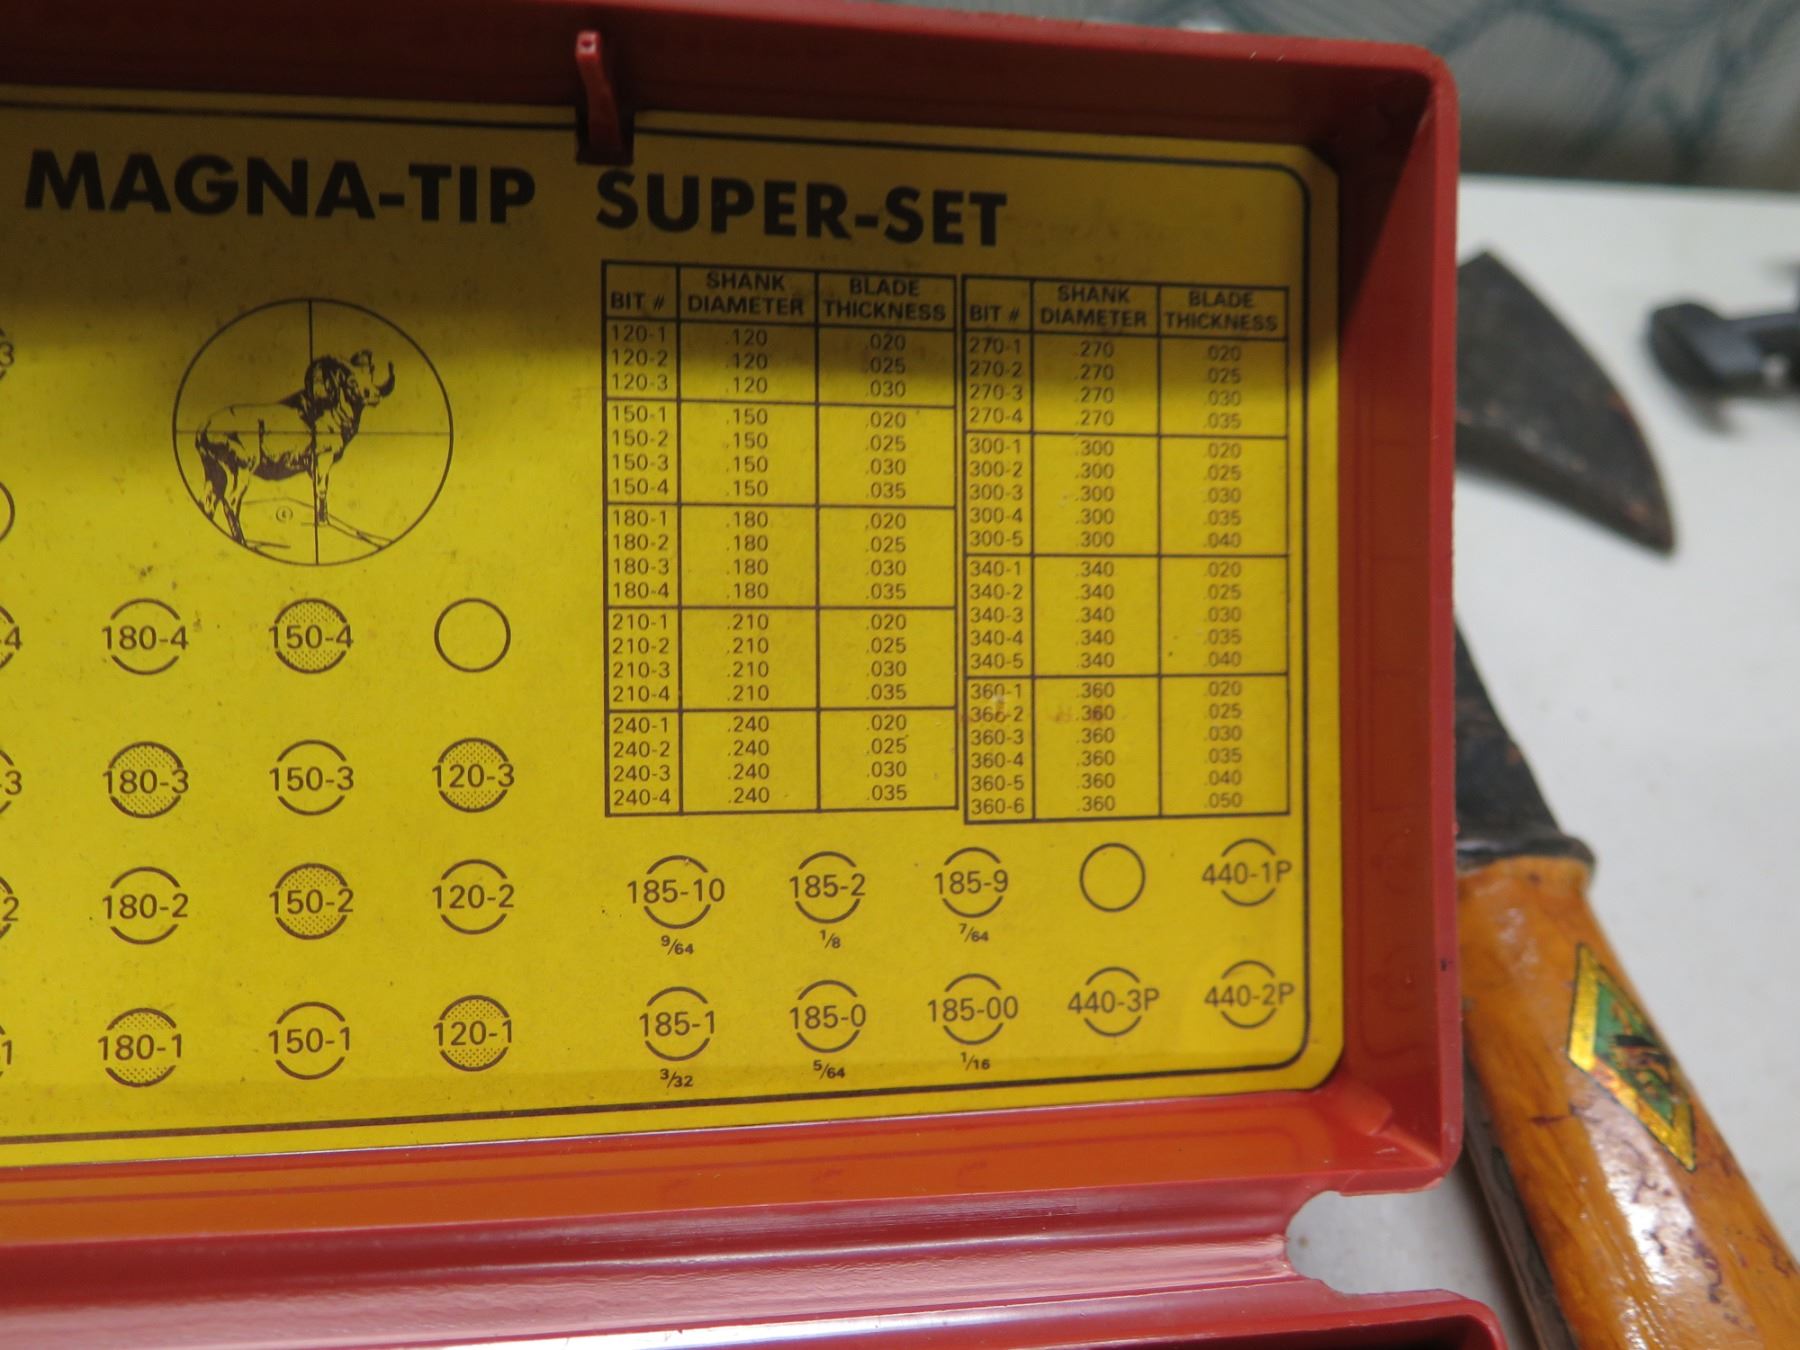 MAGNA-TIP SUPER-SET
BIT # SHANK DIAMETER BLADE THICKNESS
120-1 .120 .020
120-2 .120 .025
120-3 .120 .030
150-1 .150 .020
150-2 .150 .025
150-3 .150 .030
150-4 .150 .035
180-1 .180 .020
180-2 .180 .025
180-3 .180 .030
180-4 .180 .035
210-1 .210 .020
210-2 .210 .025
210-3 .210 .030
210-4 .210 .035
240-1 .240 .020
240-2 .240 .025
240-3 .240 .030
240-4 .240 .035
BIT # SHANK DIAMETER BLADE THICKNESS
270-1 .270 .020
270-2 .270 .025
270-3 .270 .030
270-4 .270 .035
300-1 .300 .020
300-2 .300 .025
300-3 .300 .030
300-4 .300 .035
300-5 .300 .040
340-1 .340 .020
340-2 .340 .025
340-3 .340 .030
340-4 .340 .035
340-5 .340 .040
360-1 .360 .020
360-2 .360 .025
360-3 .360 .030
360-4 .360 .035
360-5 .360 .040
360-6 .360 .050
©
-3
-4 180-4 150-4
-3 180-3 150-3 120-3
-2 180-2 150-2 120-2
-1 180-1 150-1 120-1
185-10 185-2 185-9 440-1P
9/64 1/8 7/64
185-1 185-0 185-00 440-3P 440-2P
3/32 5/64 1/16